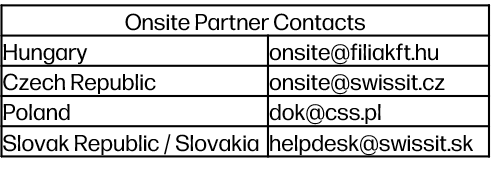 Onsite Partner Contacts
Hungary onsite@filiakft.hu
Czech Republic onsite@swissit.cz
Poland dok@css.pl
Slovak Republic / Slovakia helpdesk@swissit.sk